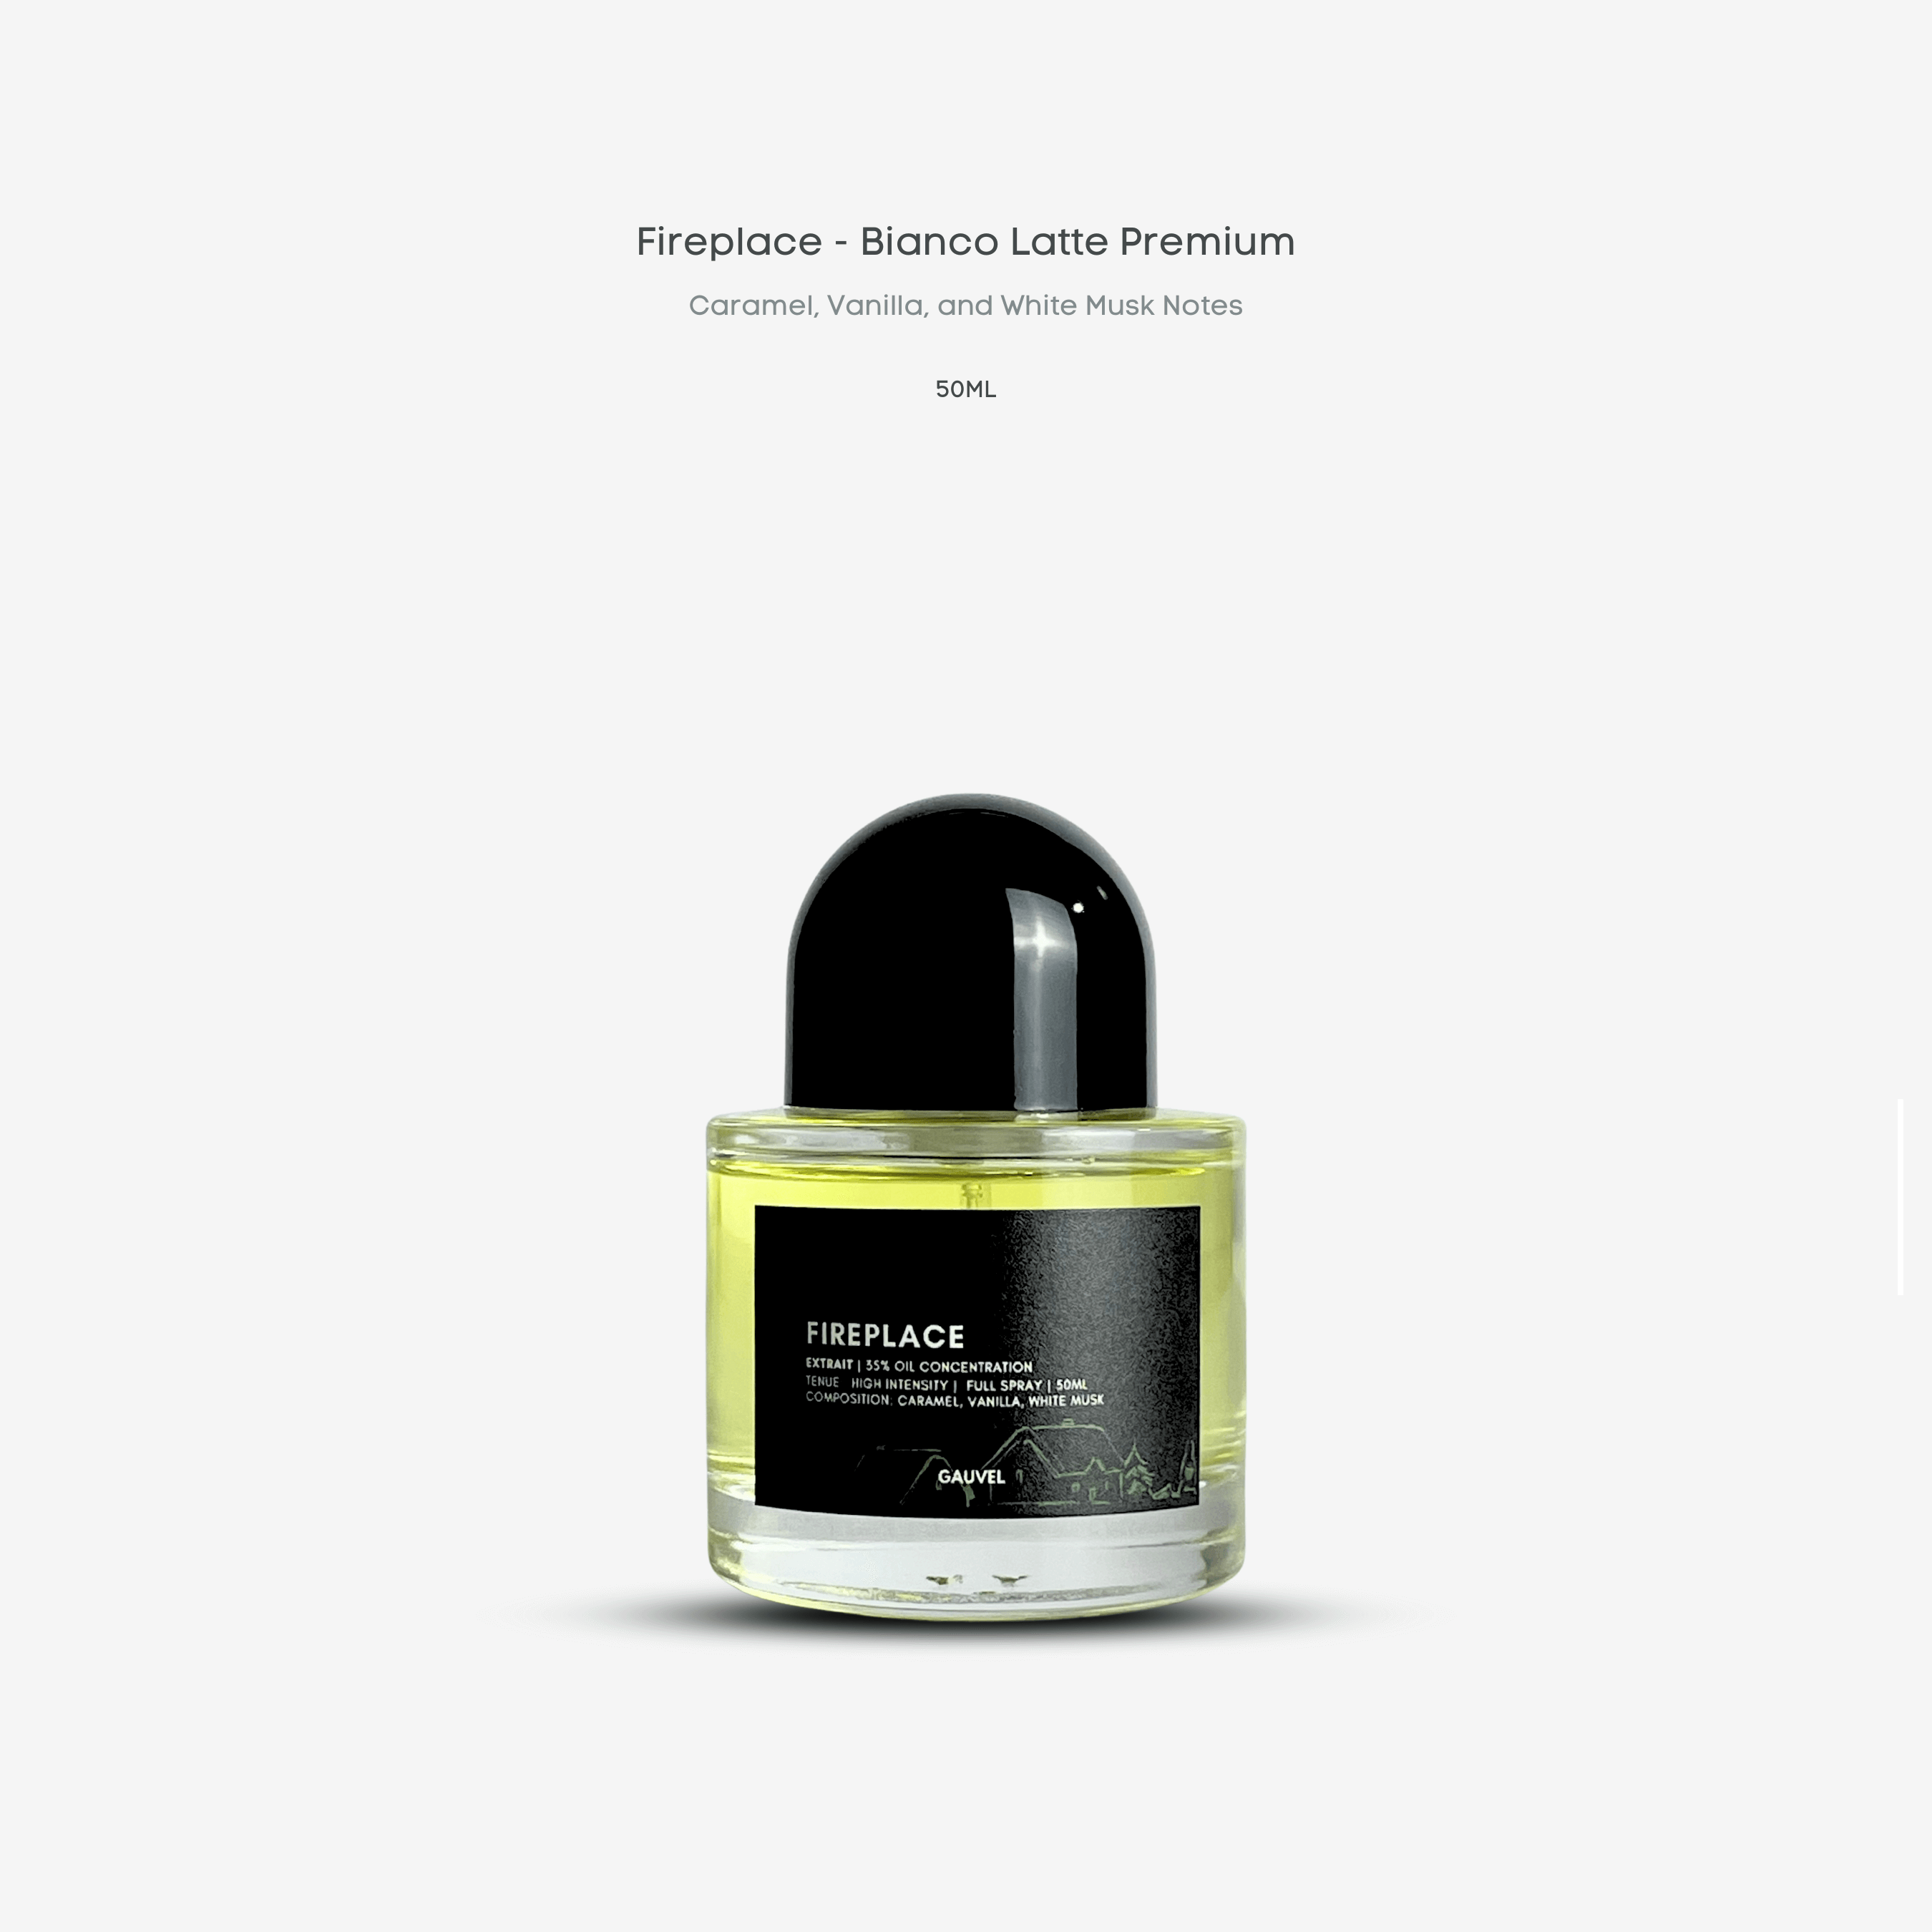 Fireplace - Bianco Latte Premium
Caramel, Vanilla, and White Musk Notes
50ML
FIREPLACE
EXTRAIT | 35% OIL CONCENTRATION
TENUE HIGH INTENSITY | FULL SPRAY | 50ML
COMPOSITION: CARAMEL, VANILLA, WHITE MUSK
GAUVEL